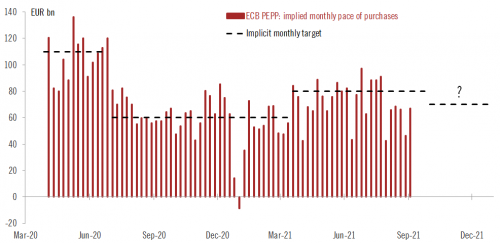 EUR bn
ECB PEPP: implied monthly pace of purchases
Implicit monthly target
140
120
100
80
60
40
20
0
-20
?
Mar-20 Jun-20 Sep-20 Dec-20 Mar-21 Jun-21 Sep-21 Dec-21